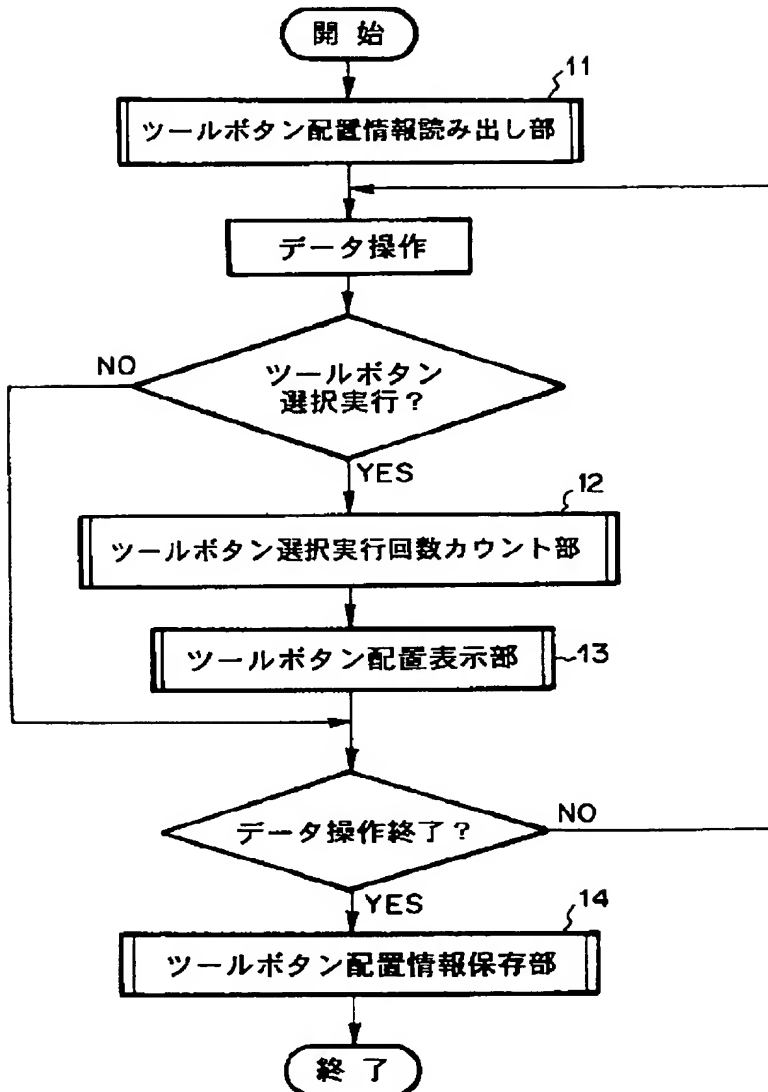 開始
11
ツールボタン配置情報読み出し部
データ操作
NO
ツールボタン
選択実行?
YES
12
ツールボタン選択実行回数カウント部
ツールボタン配置表示部
13
データ操作終了?
NO
YES
14
ツールボタン配置情報保存部
終了